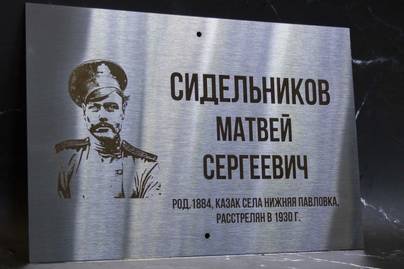 СИДЕЛЬНИКОВ
МАТВЕЙ
СЕРГЕЕВИЧ
РОД.1884, КАЗАК СЕЛА НИЖНЯЯ ПАВЛОВКА,
РАССТРЕЛЯН В 1930 Г.